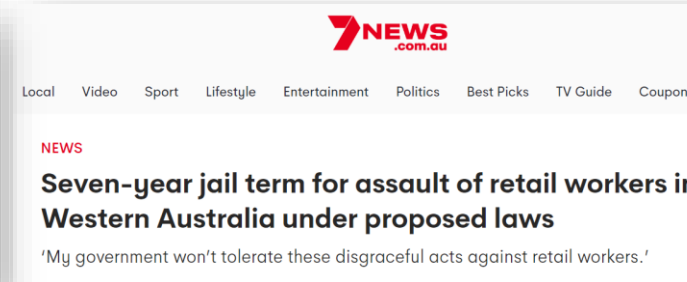 7NEWS
.com.au
Local Video Sport Lifestyle Entertainment Politics Best Picks TV Guide Coupon
NEWS
Seven-year jail term for assault of retail workers i
Western Australia under proposed laws
‘My government won’t tolerate these disgraceful acts against retail workers.’